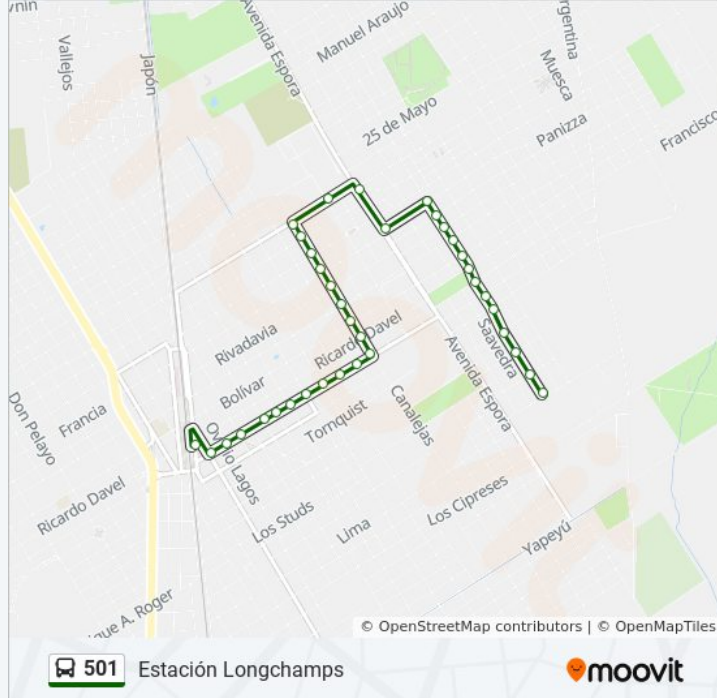 Vallejos
Japón
Avenida Espora
Manuel Araujo
Muesca
25 de Mayo
Panizza
Francisco
Rivadavia
Ricardo Davel
Saavedra
Avenida Espora
Bolívar
Francia
Don Pelayo
Tornquist
Canalejas
Lagos
Ricardo Davel
Los Studs
Lima
Los Cipreses
Yapeyú
que A. Roger
© OpenStreetMap contributors | © OpenMapTiles
501 Estación Longchamps
moovit
moovit